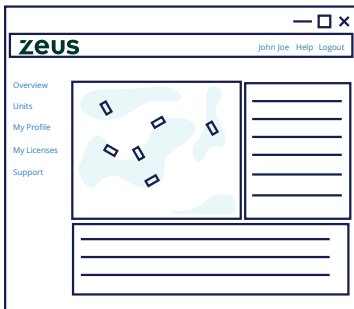 zeus
John Joe Help Logout
Overview
Units
My Profile
My Licenses
Support